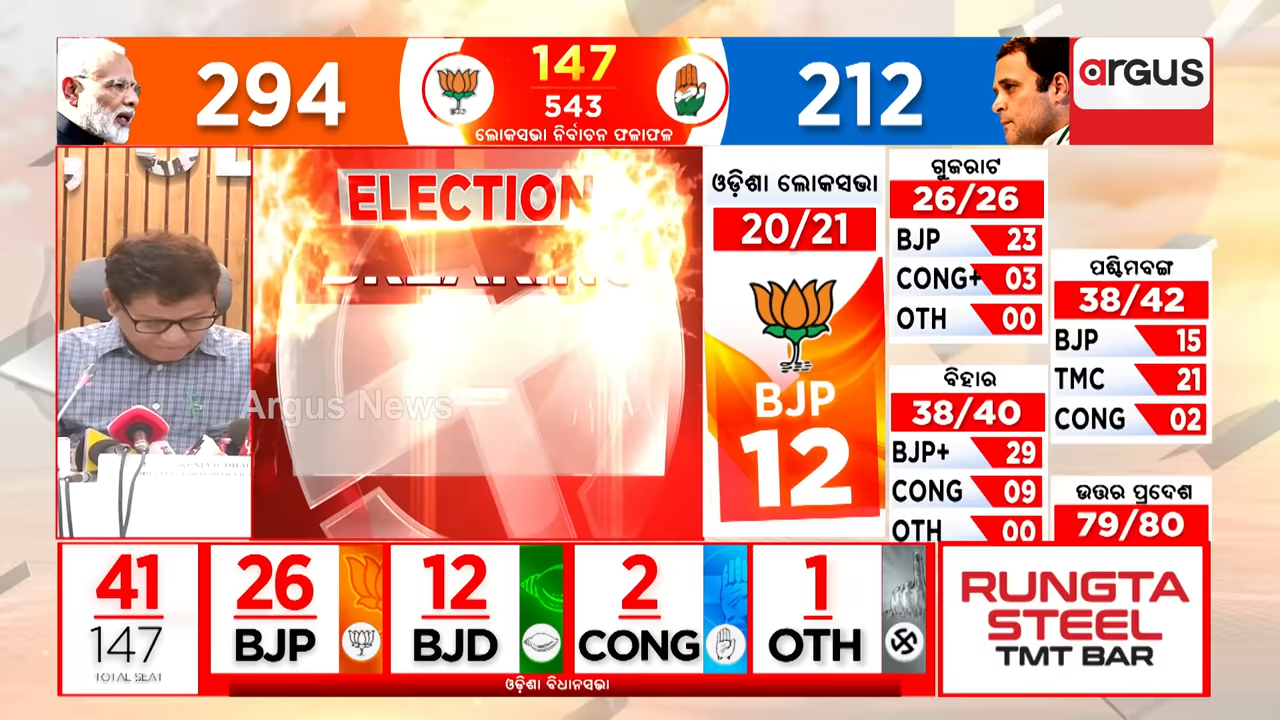 294
147
543
ଲୋକସଭା ନିର୍ବାଚନ ଫଳାଫଳ
212
argus
ELECTION
Argus News
ଓଡ଼ିଶା ଲୋକସଭା
20/21
BJP
12
ଗୁଜରାଟ
26/26
BJP 23
CONG+ 03
OTH 00
ବିହାର
38/40
BJP+ 29
CONG 09
OTH 00
ପଶ୍ଚିମବଙ୍ଗ
38/42
BJP 15
TMC 21
CONG 02
ଉତ୍ତର ପ୍ରଦେଶ
79/80
41
147
TOTAL SEAT
26
BJP
12
BJD
2
CONG
1
OTH
ଓଡ଼ିଶା ବିଧାନସଭା
RUNGTA
STEEL
TMT BAR